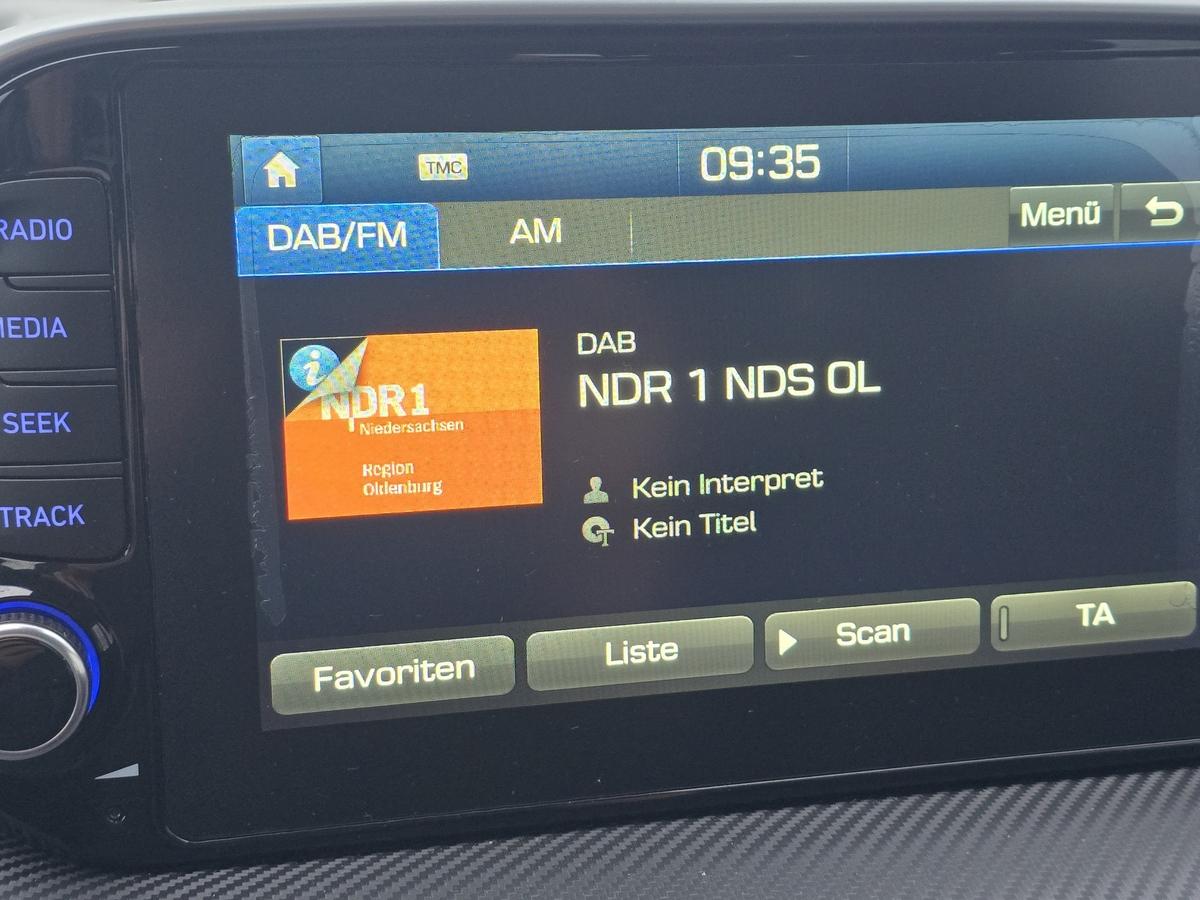 TMC
09:35
DAB/FM
AM
Menü
RADIO
MEDIA
SEEK
TRACK
i
NDR1
Niedersachsen
Region
Oldenburg
DAB
NDR 1 NDS OL
Kein Interpret
Kein Titel
Favoriten
Liste
Scan
TA